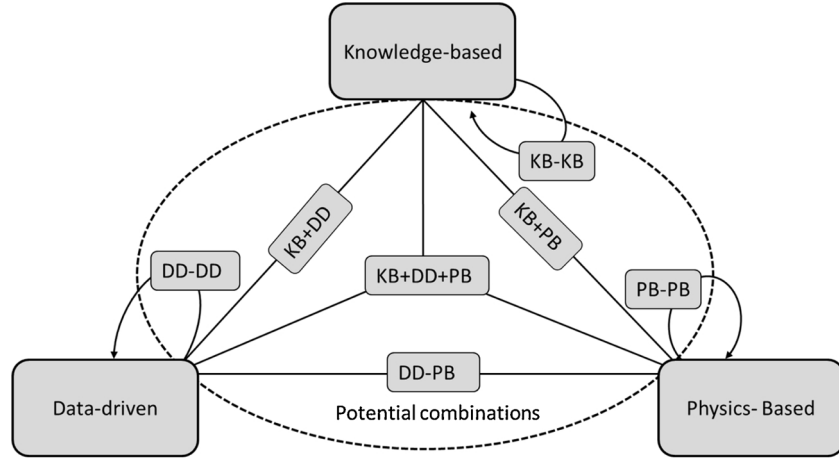 Knowledge-based
KB-KB
KB+DD
KB+PB
DD-DD
KB+DD+PB
PB-PB
DD-PB
Data-driven
Potential combinations
Physics- Based